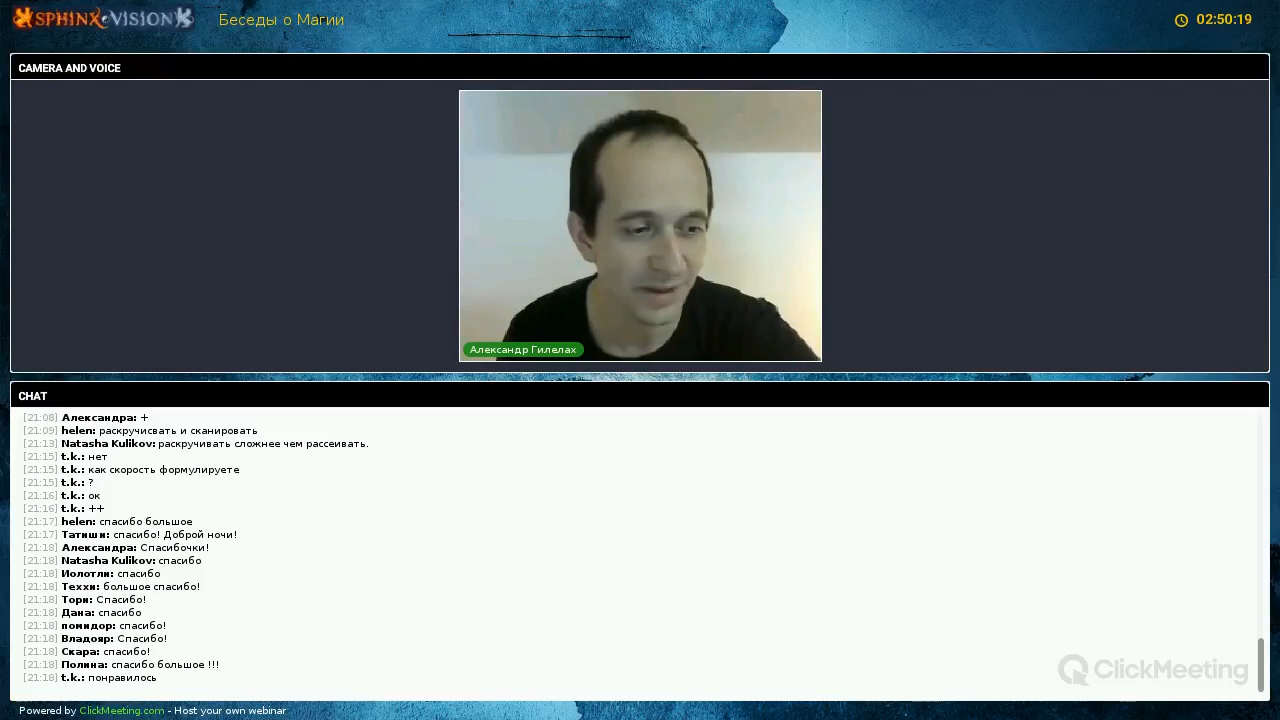 SPHINX VISION Беседы о Магии 02:50:19
CAMERA AND VOICE
Александр Гилелах
CHAT
[21:08] Александра: +
[21:09] helen: раскручисвать и сканировать
[21:13] Natasha Kulikov: раскручивать сложнее чем рассеивать.
[21:15] t.k.: нет
[21:15] t.k.: как скорость формулируете
[21:15] t.k.: ?
[21:16] t.k.: ок
[21:16] t.k.: ++
[21:17] helen: спасибо большое
[21:17] Татиши: спасибо! Доброй ночи!
[21:18] Александра: Спасибочки!
[21:18] Natasha Kulikov: спасибо
[21:18] Иолотли: спасибо
[21:18] Теххи: большое спасибо!
[21:18] Тори: Спасибо!
[21:18] Дана: спасибо
[21:18] помидор: спасибо!
[21:18] Владояр: Спасибо!
[21:18] Скара: спасибо!
[21:18] Полина: спасибо большое !!!
[21:18] t.k.: понравилось
ClickMeeting
Powered by ClickMeeting.com - Host your own webinar